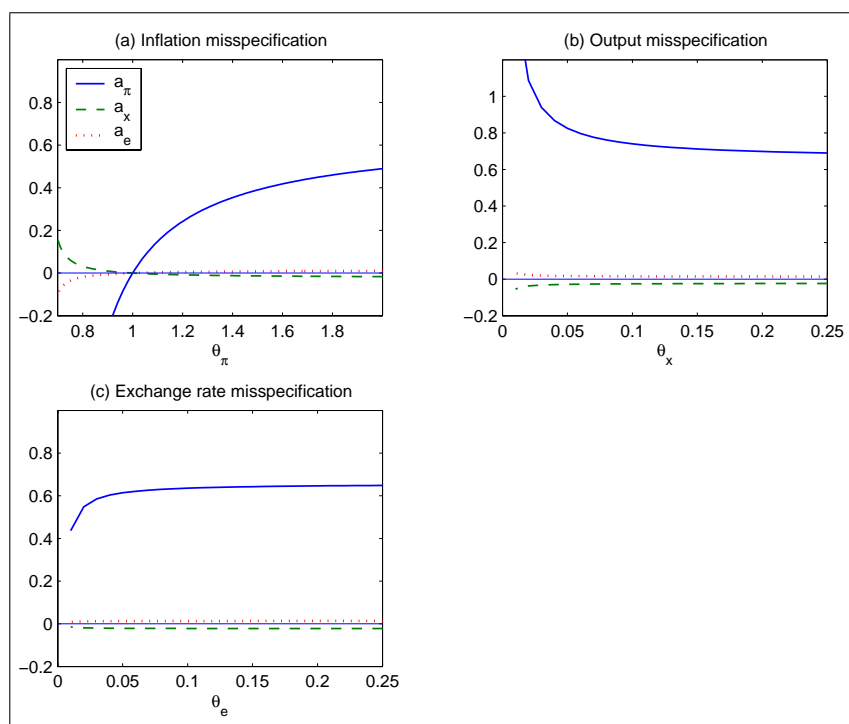 (a) Inflation misspecification
0.8
0.6
0.4
0.2
0
−0.2
a_π
a_x
a_e
0.8 1 1.2 1.4 1.6 1.8
θ_π
(b) Output misspecification
1
0.8
0.6
0.4
0.2
0
−0.2
0 0.05 0.1 0.15 0.2 0.25
θ_x
(c) Exchange rate misspecification
0.8
0.6
0.4
0.2
0
−0.2
0 0.05 0.1 0.15 0.2 0.25
θ_e